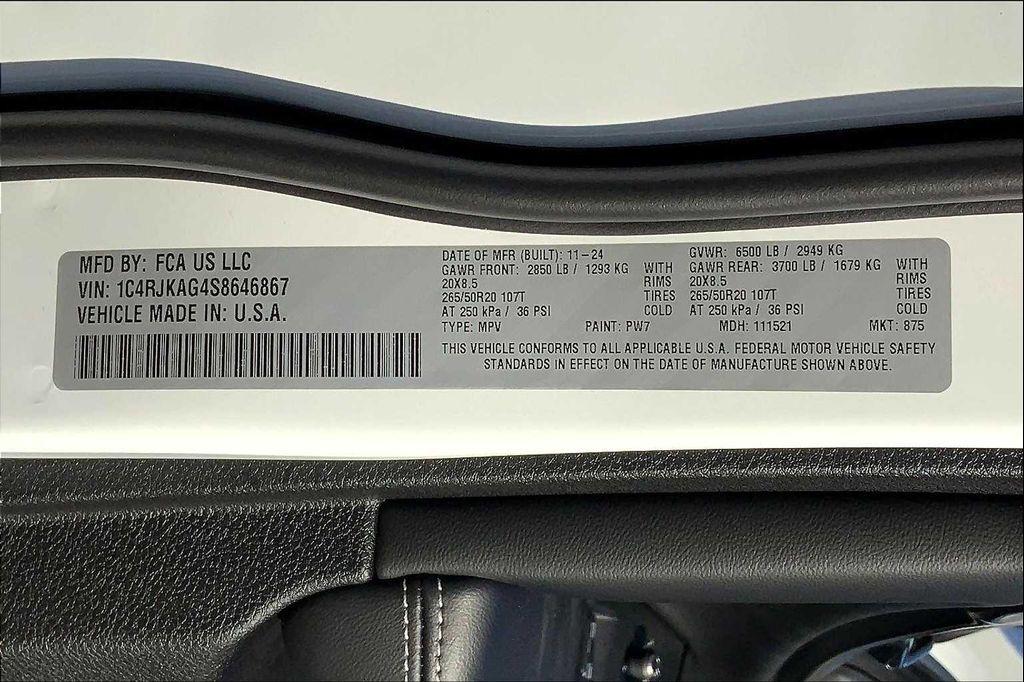 MFD BY: FCA US LLC
VIN: 1C4RJKAG4S8646867
VEHICLE MADE IN: U.S.A.
DATE OF MFR (BUILT): 11-24
GAWR FRONT: 2850 LB / 1293 KG WITH
20X8.5 RIMS
265/50R20 107T TIRES
AT 250 kPa / 36 PSI COLD
GVWR: 6500 LB / 2949 KG
GAWR REAR: 3700 LB / 1679 KG WITH
20X8.5 RIMS
265/50R20 107T TIRES
AT 250 kPa / 36 PSI COLD
TYPE: MPV PAINT: PW7 MDH: 111521 MKT: 875
THIS VEHICLE CONFORMS TO ALL APPLICABLE U.S.A. FEDERAL MOTOR VEHICLE SAFETY
STANDARDS IN EFFECT ON THE DATE OF MANUFACTURE SHOWN ABOVE.